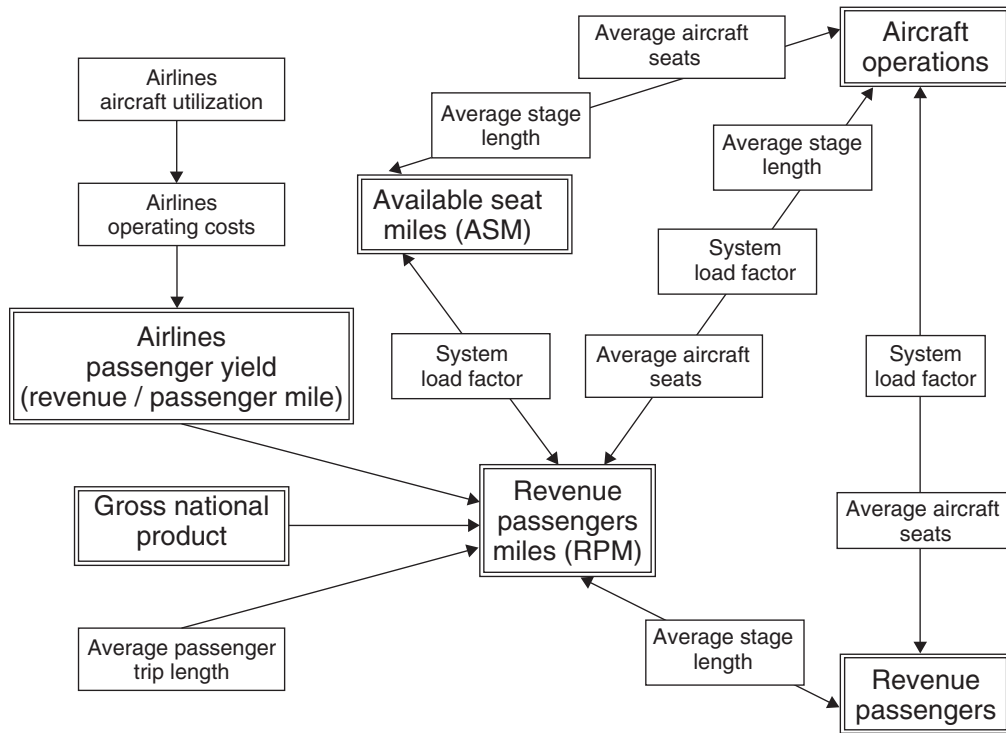 Airlines
aircraft utilization
Airlines
operating costs
Airlines
passenger yield
(revenue / passenger mile)
Gross national
product
Average passenger
trip length
Average aircraft
seats
Average stage
length
Available seat
miles (ASM)
System
load factor
Revenue
passengers
miles (RPM)
Aircraft
operations
Average stage
length
System
load factor
Average aircraft
seats
System
load factor
Average aircraft
seats
Average stage
length
Revenue
passengers